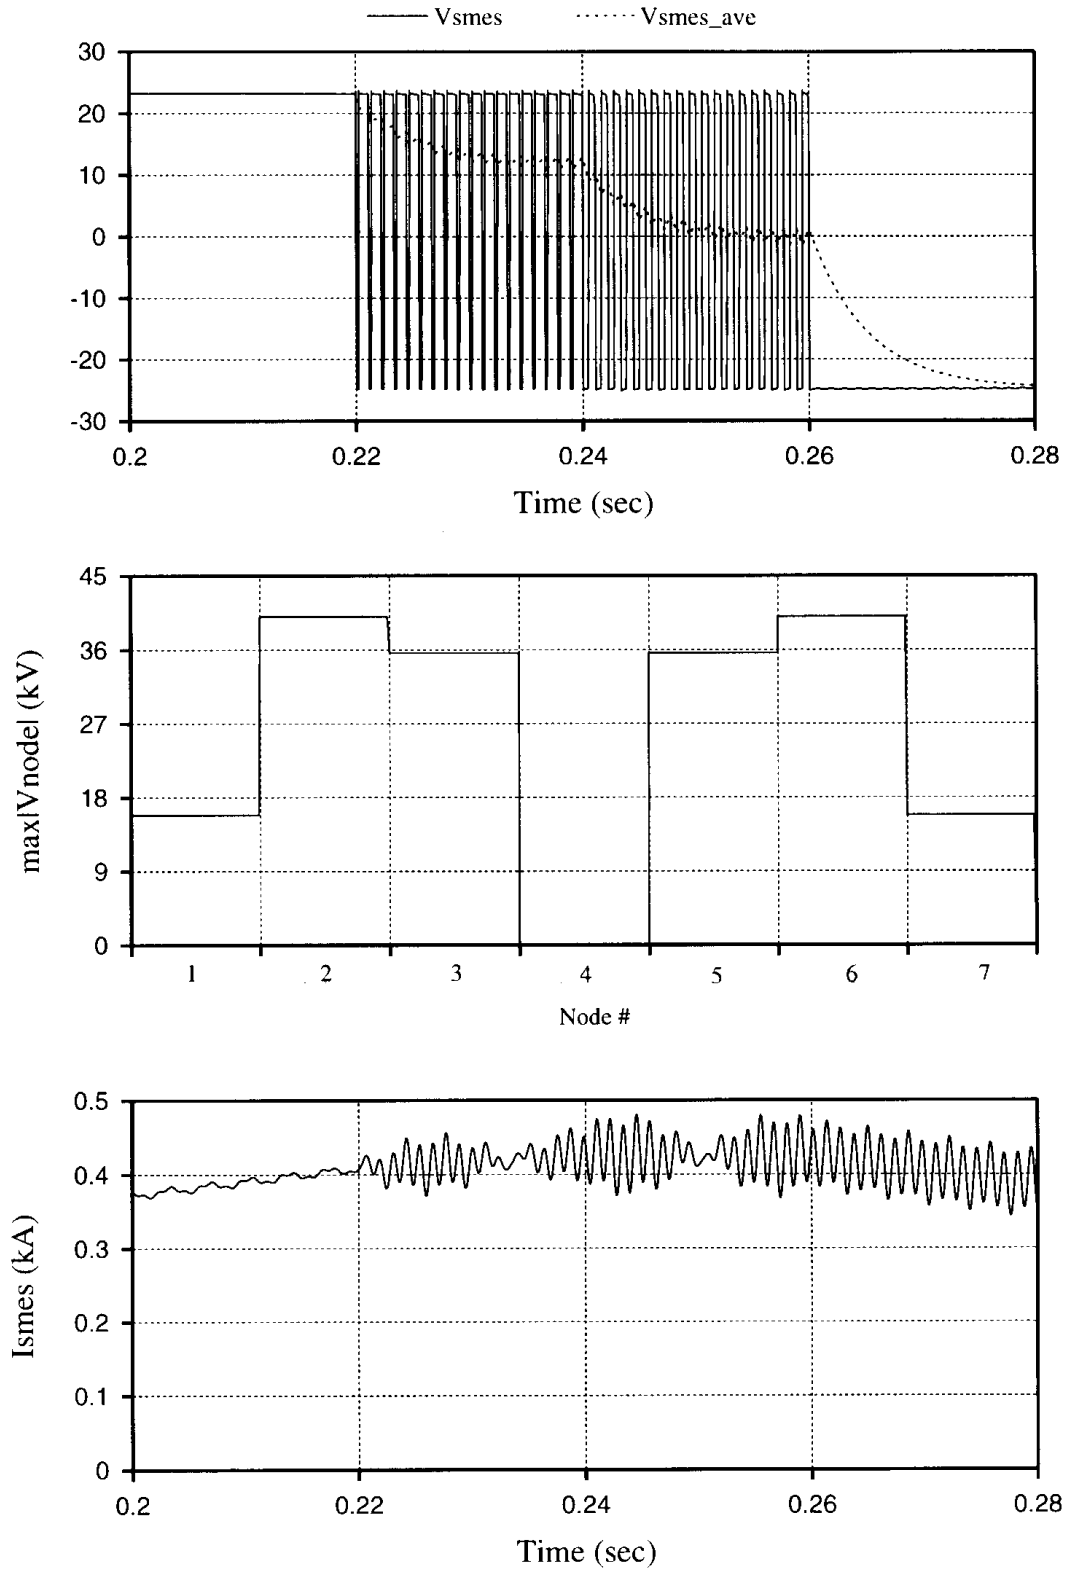 Vsmes Vsmes_ave
30
20
10
0
-10
-20
-30
0.2 0.22 0.24 0.26 0.28
Time (sec)
max|Vnode| (kV)
45
36
27
18
9
0
1 2 3 4 5 6 7
Node #
Ismes (kA)
0.5
0.4
0.3
0.2
0.1
0
0.2 0.22 0.24 0.26 0.28
Time (sec)